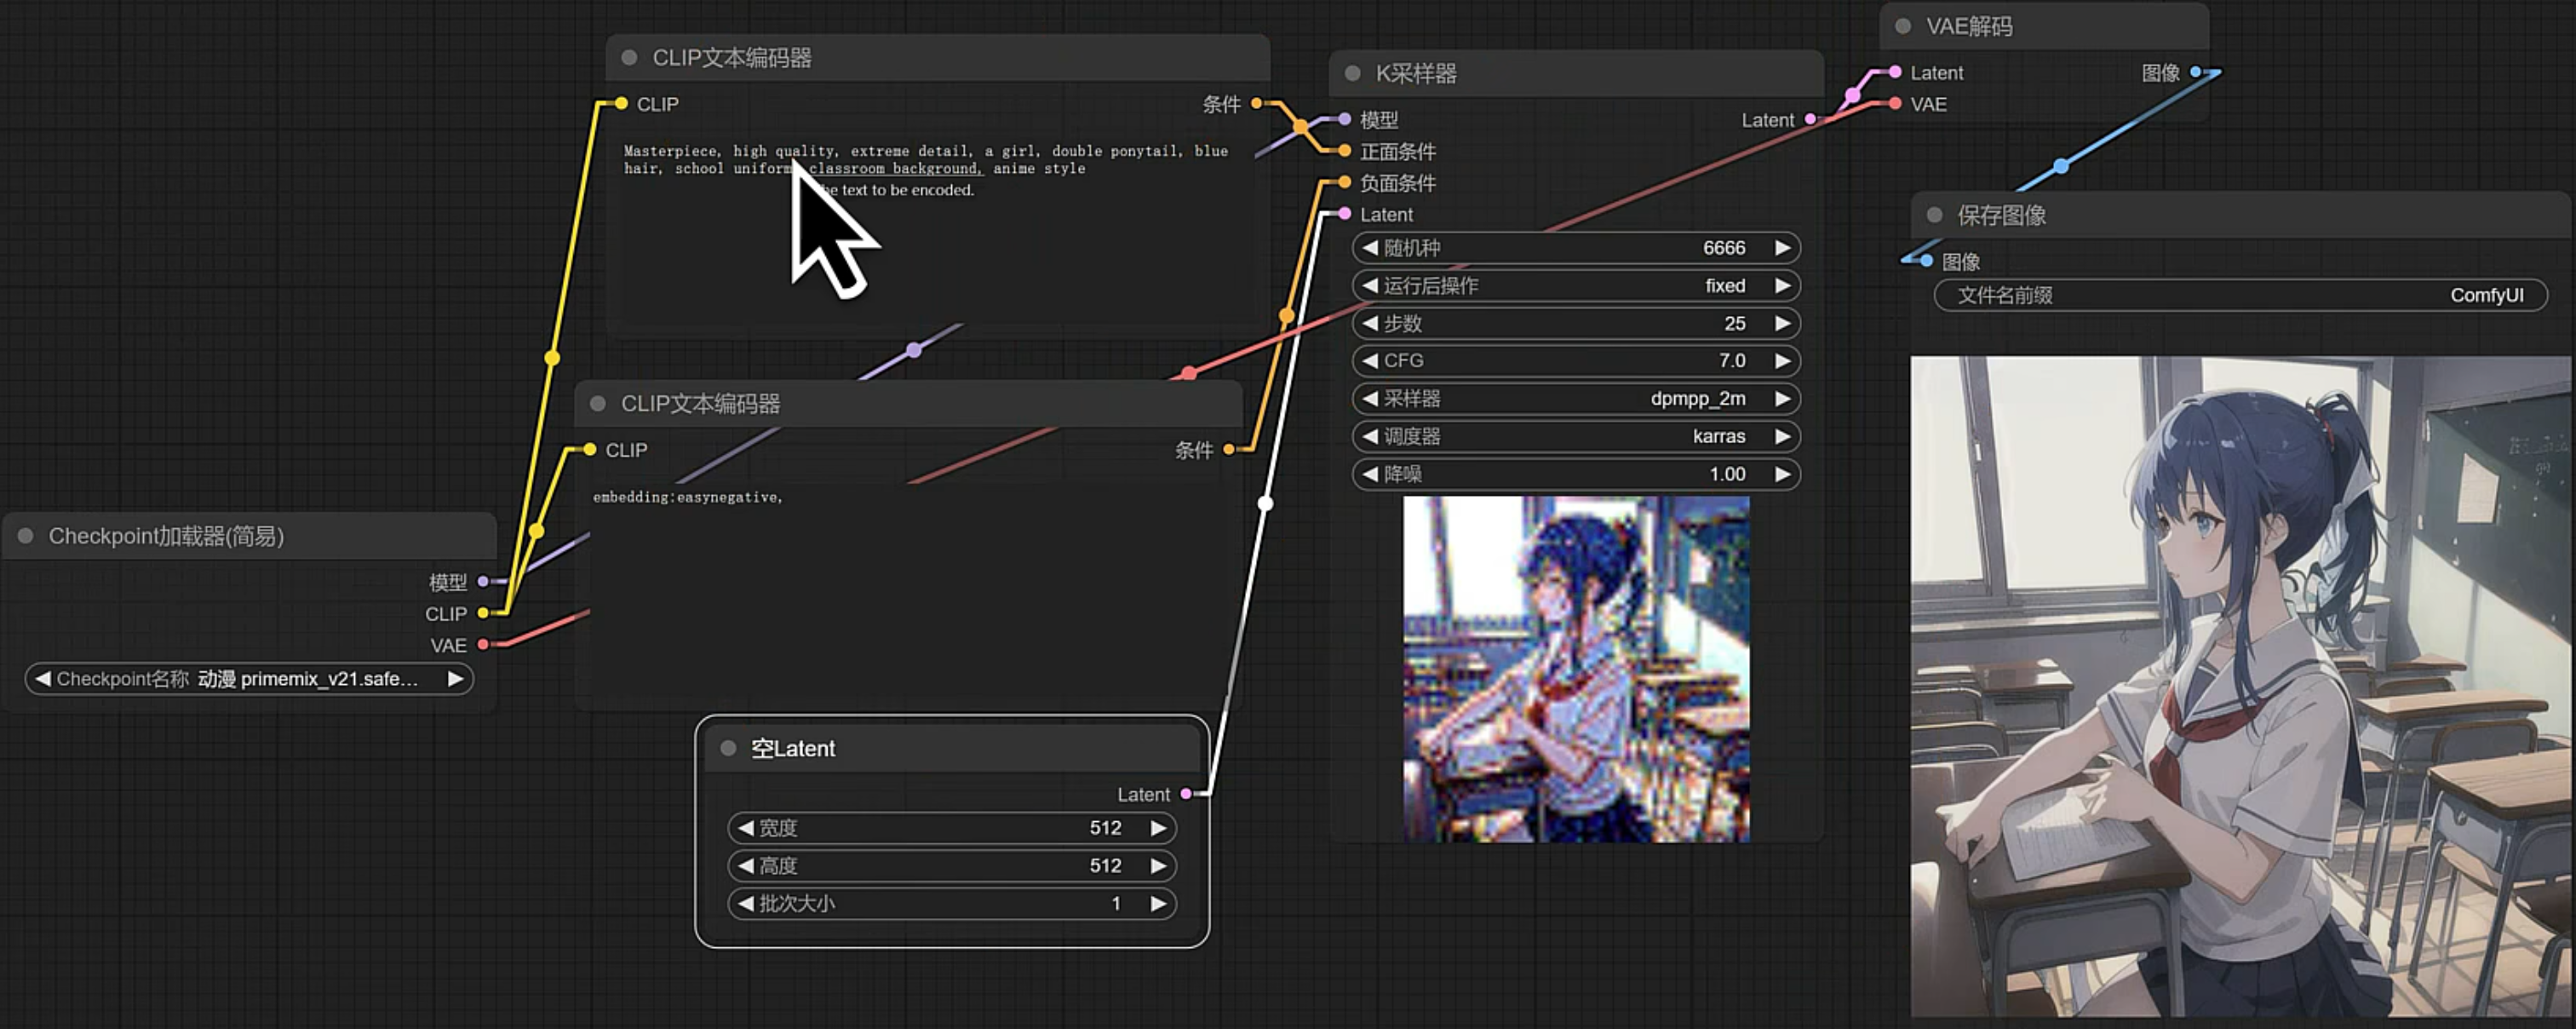 CLIP文本编码器
CLIP
条件
Masterpiece, high quality, extreme detail, a girl, double ponytail, blue
hair, school uniform, classroom background, anime style
he text to be encoded.
CLIP文本编码器
CLIP
条件
embedding:easynegative,
Checkpoint加载器(简易)
模型
CLIP
VAE
Checkpoint名称 动漫 primemix_v21.safe...
空Latent
Latent
宽度 512
高度 512
批次大小 1
K采样器
模型
Latent
正面条件
负面条件
Latent
随机种 6666
运行后操作 fixed
步数 25
CFG 7.0
采样器 dpmpp_2m
调度器 karras
降噪 1.00
VAE解码
Latent
图像
VAE
保存图像
图像
文件名前缀 ComfyUI